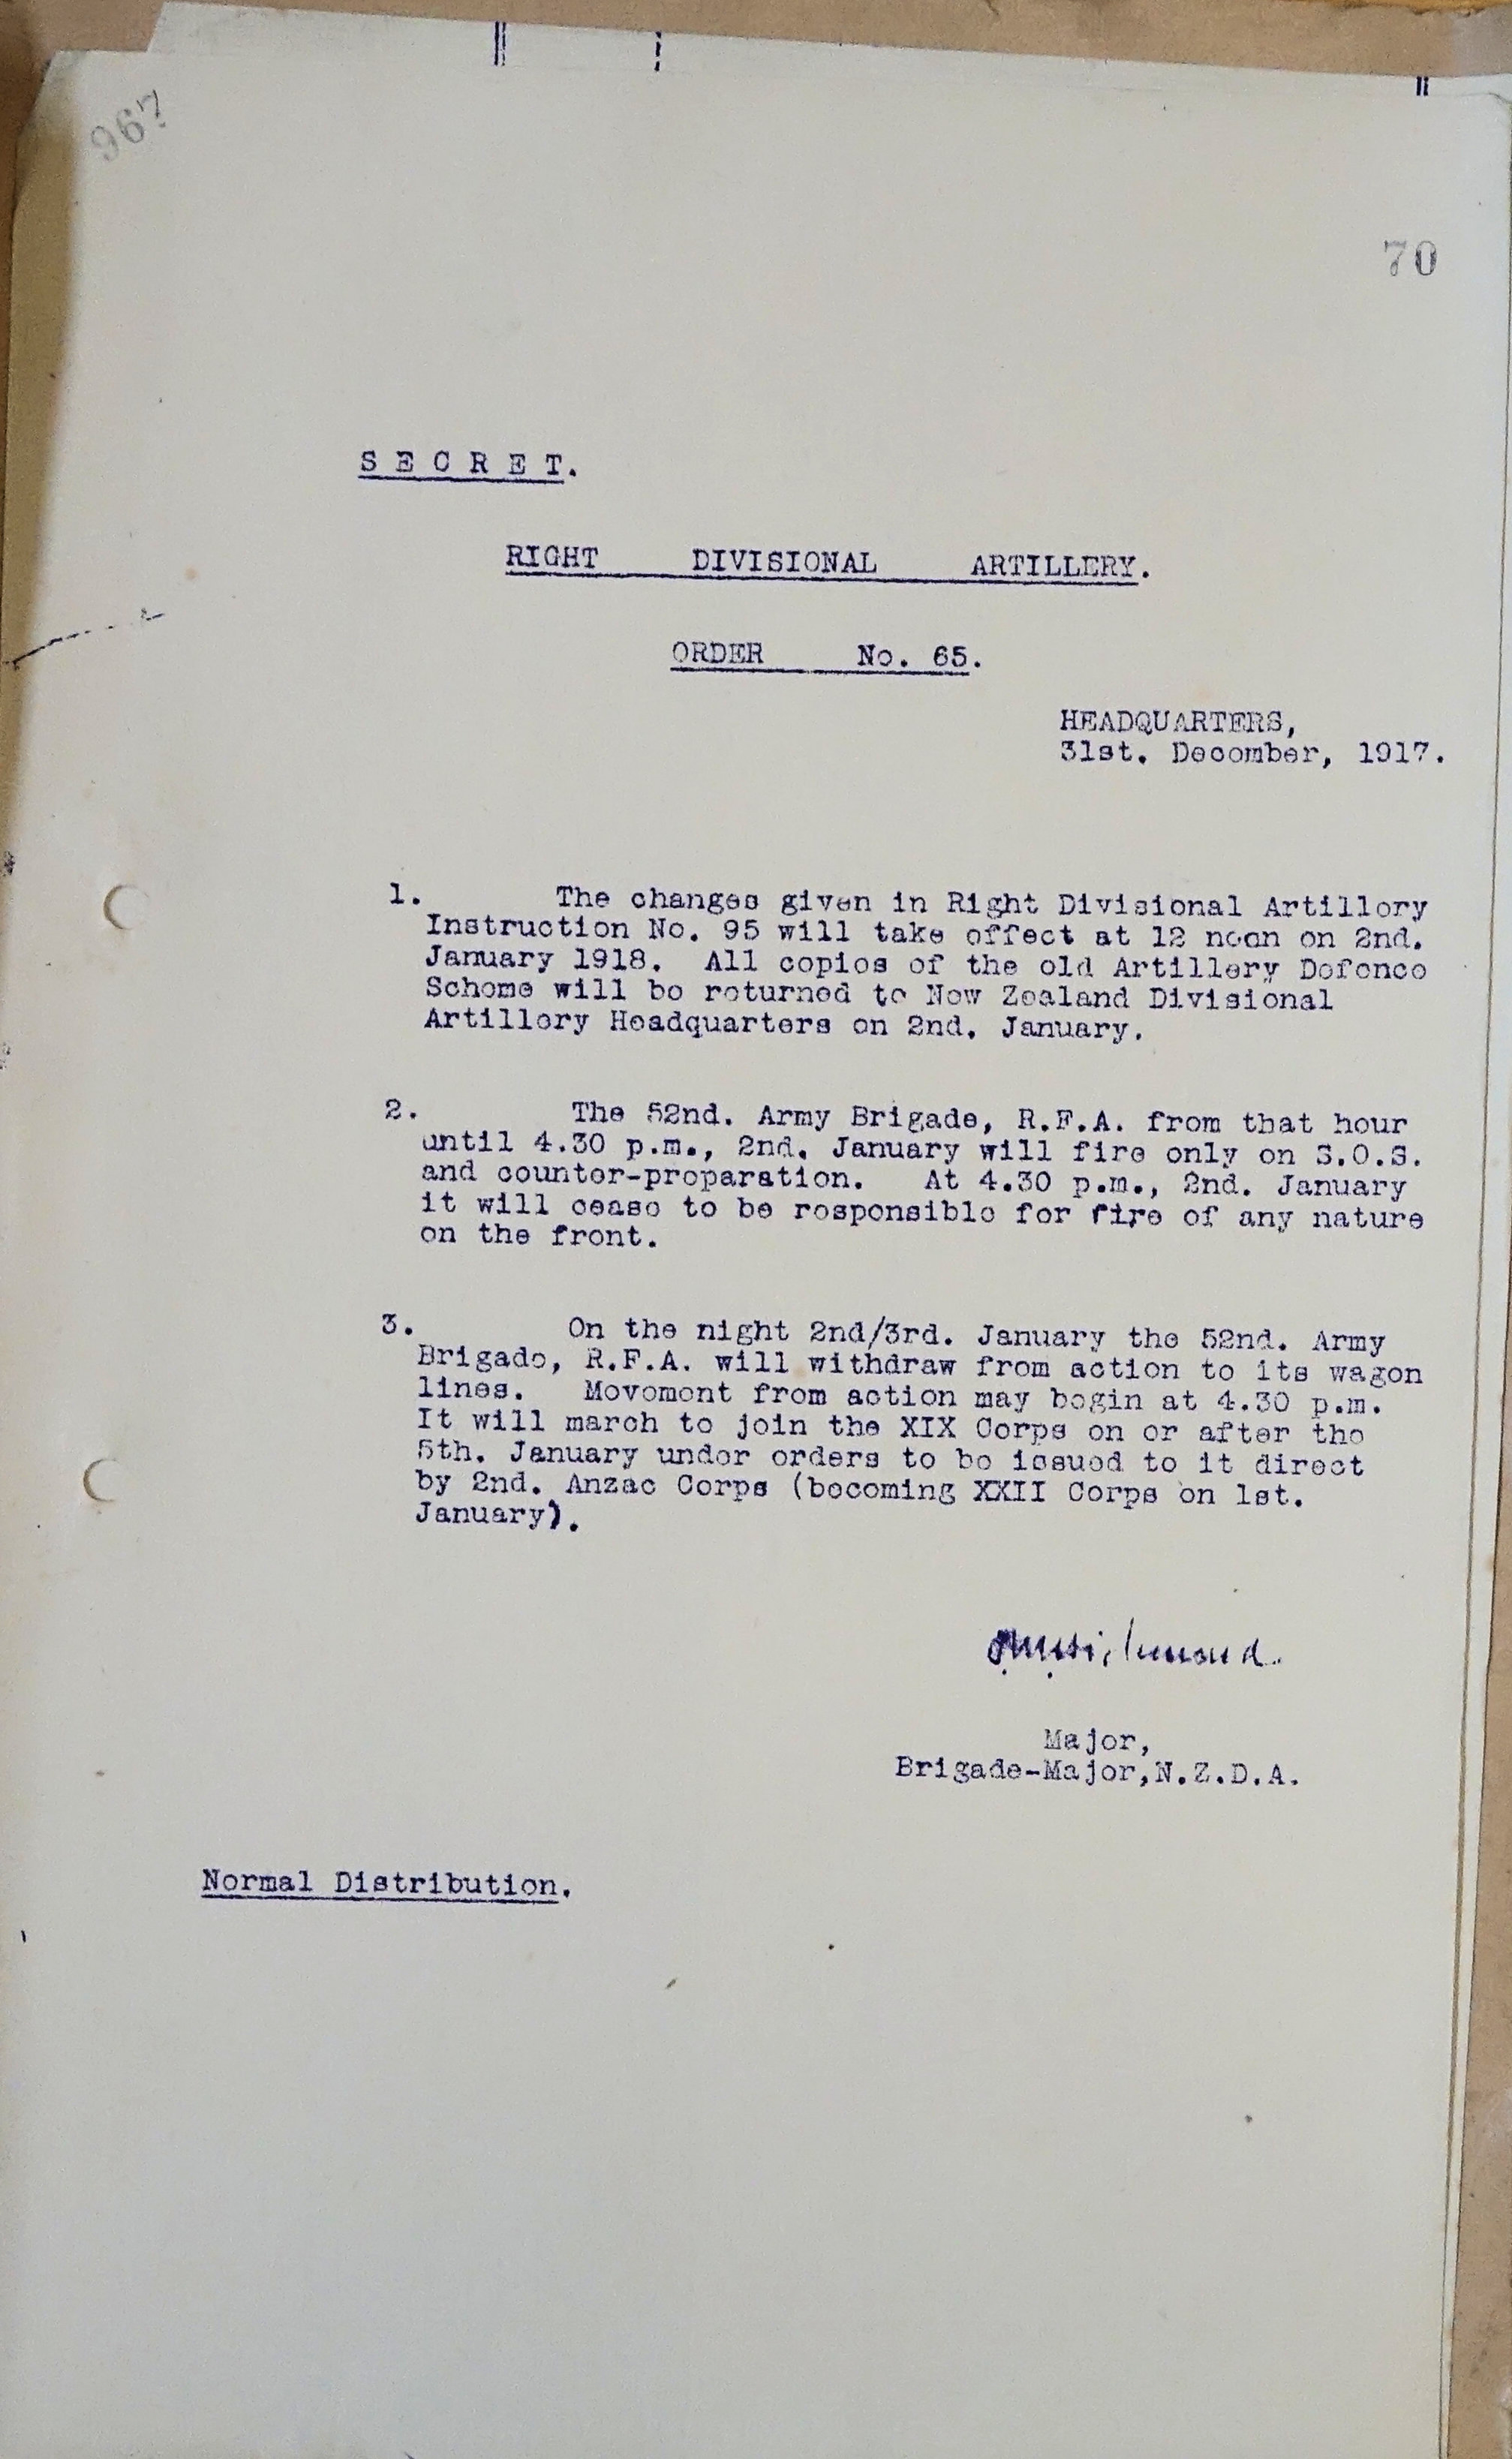 967
70
S E C R E T.
RIGHT DIVISIONAL ARTILLERY.
ORDER No. 65.
HEADQUARTERS,
31st. December, 1917.
1. The changes given in Right Divisional Artillery
Instruction No. 95 will take effect at 12 noon on 2nd.
January 1918. All copies of the old Artillery Defence
Scheme will be returned to New Zealand Divisional
Artillery Headquarters on 2nd. January.
2. The 52nd. Army Brigade, R.F.A. from that hour
until 4.30 p.m., 2nd. January will fire only on S.O.S.
and counter-preparation. At 4.30 p.m., 2nd. January
it will cease to be responsible for fire of any nature
on the front.
3. On the night 2nd/3rd. January the 52nd. Army
Brigade, R.F.A. will withdraw from action to its wagon
lines. Movement from action may begin at 4.30 p.m.
It will march to join the XIX Corps on or after the
5th. January under orders to be issued to it direct
by 2nd. Anzac Corps (becoming XXII Corps on 1st.
January).
Major,
Brigade-Major,N.Z.D.A.
Normal Distribution.